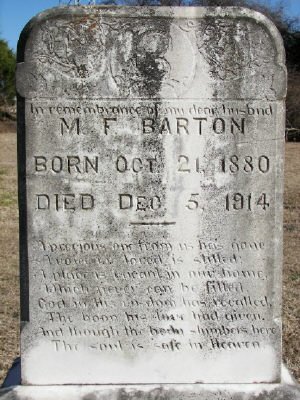 In remembrance of my dear husband
M. F. BARTON
BORN OCT. 21, 1880
DIED DEC. 5, 1914
A precious one from us has gone
A voice we loved is stilled;
A place is vacant in our home
Which never can be filled.
God in his wisdom has recalled,
The boon his love had given,
And though the body slumbers here
The soul is safe in Heaven.